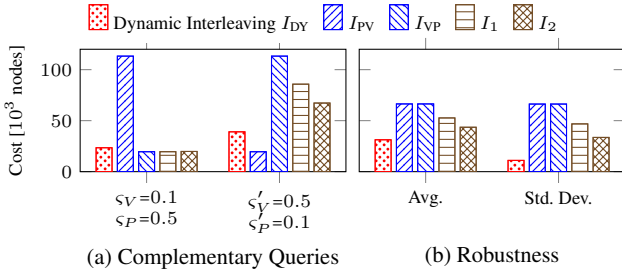 Dynamic Interleaving I_DY I_PV I_VP I_1 I_2
Cost [10^3 nodes]
100
50
0
ς_V=0.1
ς_P=0.5
ς′_V=0.5
ς′_P=0.1
Avg.
Std. Dev.
(a) Complementary Queries
(b) Robustness